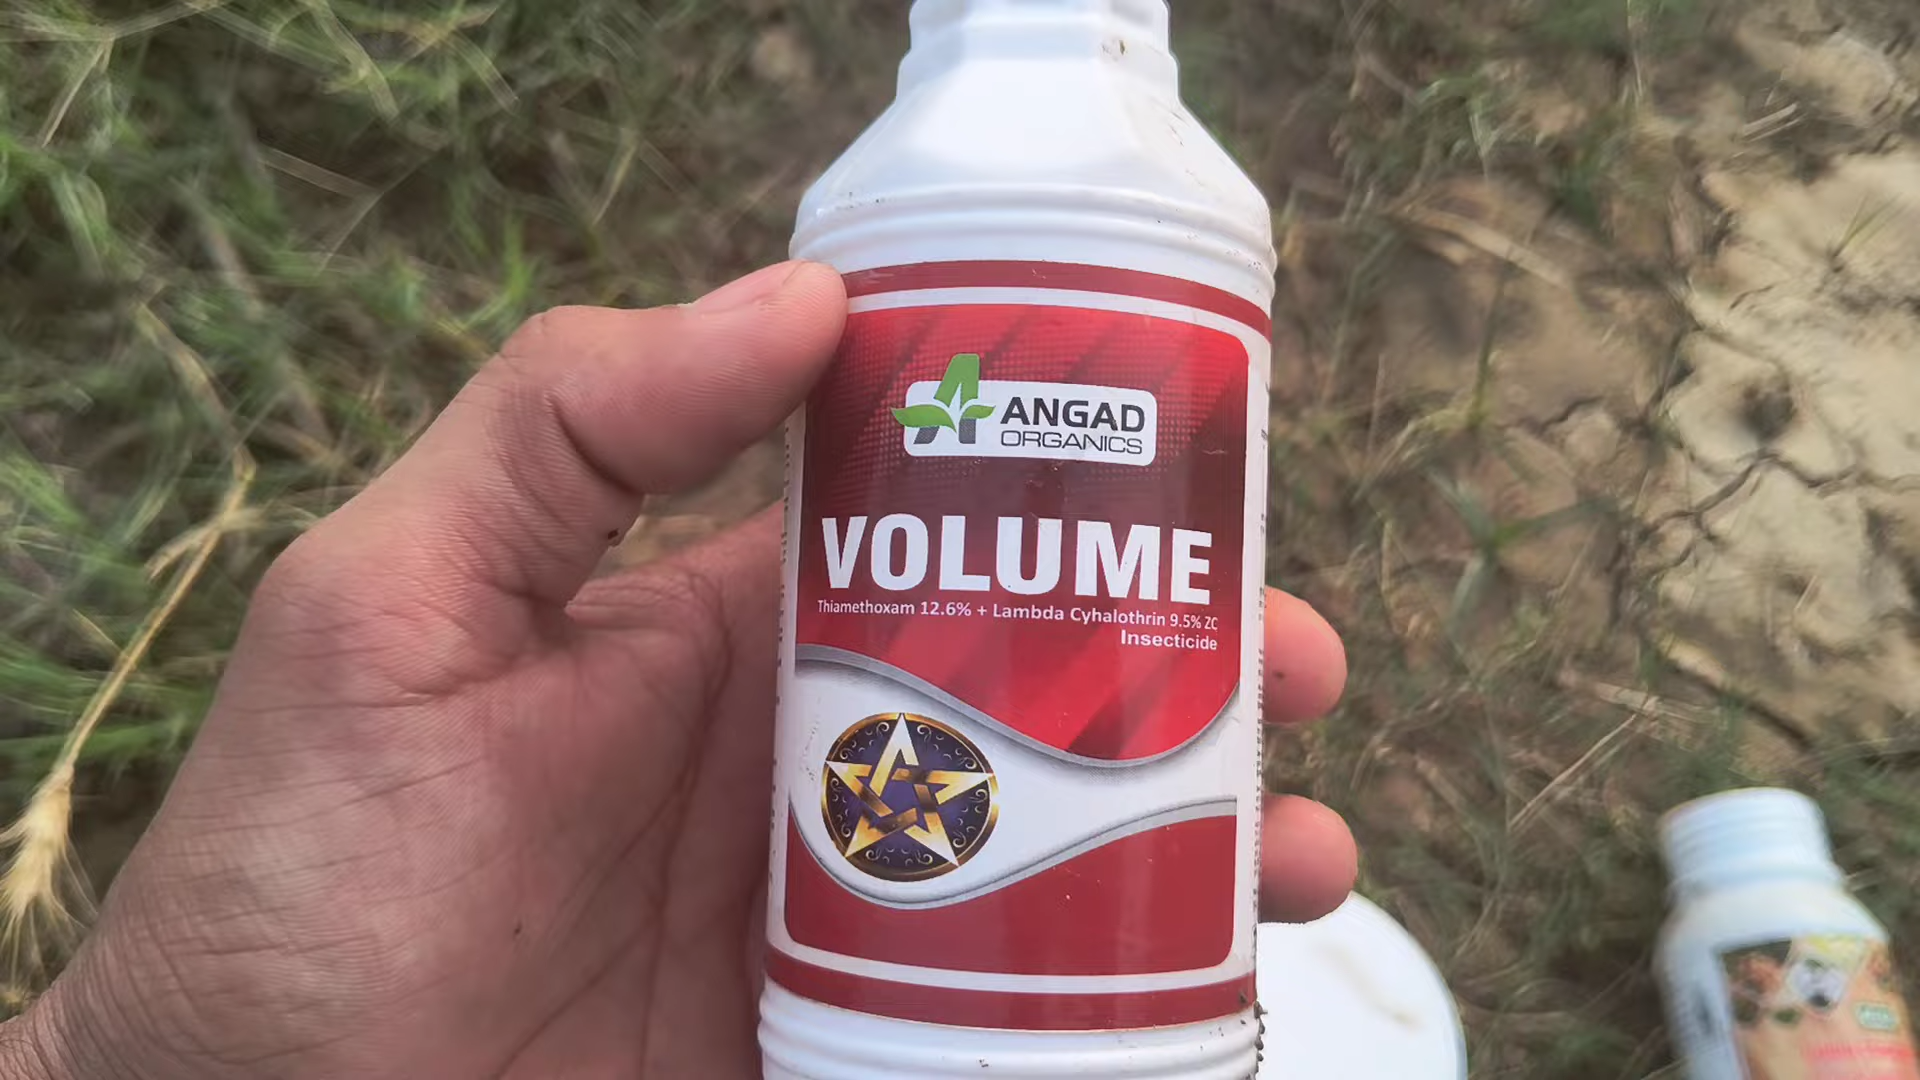 ANGAD
ORGANICS
VOLUME
Thiamethoxam 12.6% + Lambda Cyhalothrin 9.5% ZC
Insecticide